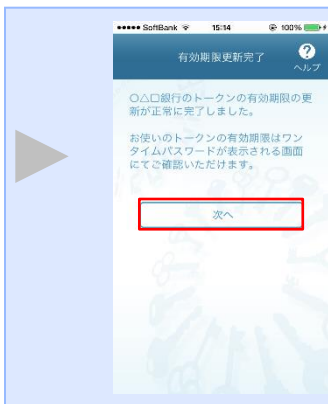 ●●●●● SoftBank 15:14 100%
有効期限更新完了
?
ヘルプ
○△□銀行のトークンの有効期限の更
新が正常に完了しました。
お使いのトークンの有効期限はワン
タイムパスワードが表示される画面
にてご確認いただけます。
次へ